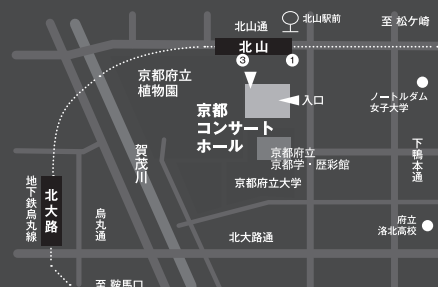 北山通
北山駅前
至 松ケ崎
北山
3
1
京都府立
植物園
入口
ノートルダム
女子大学
京都
コンサート
ホール
賀茂川
京都府立
京都学・歴彩館
下鴨本通
京都府立大学
地下鉄烏丸線
北大路
烏丸通
府立
洛北高校
北大路通
至 鞍馬口